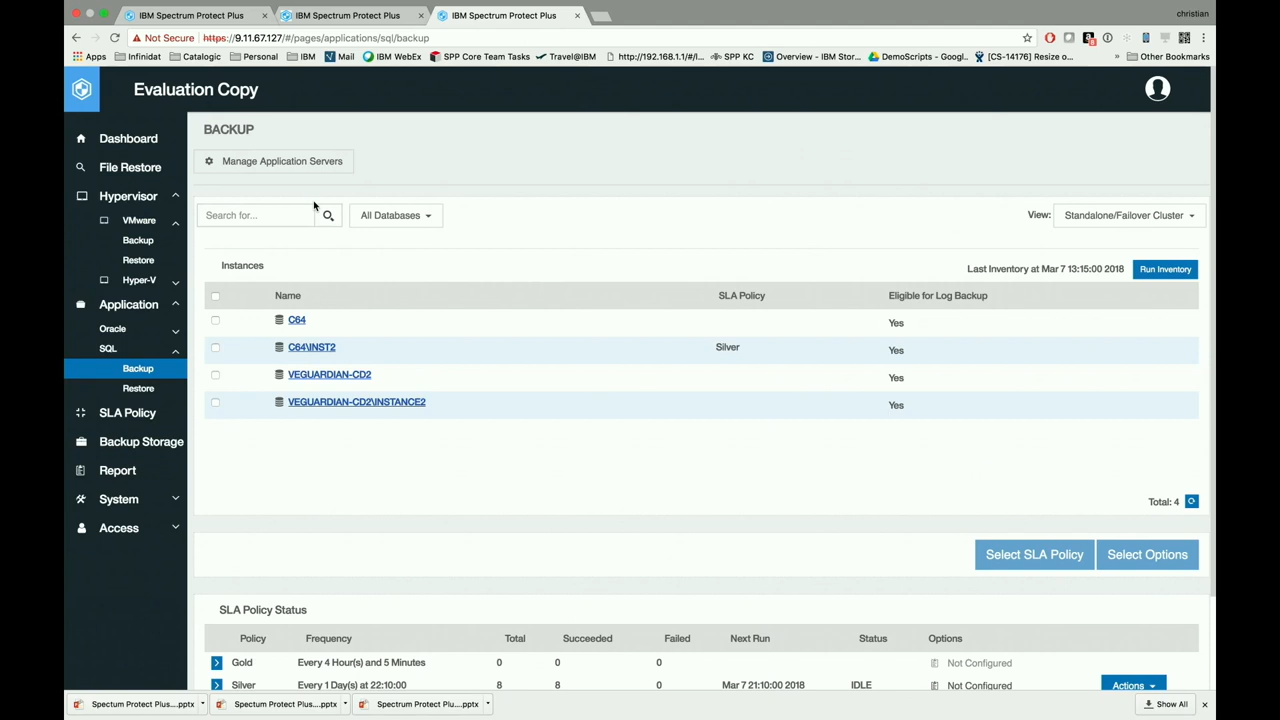 IBM Spectrum Protect Plus
IBM Spectrum Protect Plus
IBM Spectrum Protect Plus
christian
Not Secure https://9.11.67.127/#/pages/applications/sql/backup
Apps Infinidat Catalogic Personal IBM Mail IBM WebEx SPP Core Team Tasks Travel@IBM http://192.168.1.1/#/l... SPP KC Overview - IBM Stor... DemoScripts - Googl... [CS-14176] Resize o... » Other Bookmarks
Evaluation Copy
Dashboard
File Restore
Hypervisor
VMware
Backup
Restore
Hyper-V
Application
Oracle
SQL
Backup
Restore
SLA Policy
Backup Storage
Report
System
Access
BACKUP
Manage Application Servers
Search for...
All Databases
View: Standalone/Failover Cluster
Instances
Last Inventory at Mar 7 13:15:00 2018 Run Inventory
Name SLA Policy Eligible for Log Backup
C64 Yes
C64\INST2 Silver Yes
VEGUARDIAN-CD2 Yes
VEGUARDIAN-CD2\INSTANCE2 Yes
Total: 4
Select SLA Policy Select Options
SLA Policy Status
Policy Frequency Total Succeeded Failed Next Run Status Options
Gold Every 4 Hour(s) and 5 Minutes 0 0 0 Not Configured
Silver Every 1 Day(s) at 22:10:00 8 8 0 Mar 7 21:10:00 2018 IDLE Not Configured Actions
Spectum Protect Plus....pptx Spectum Protect Plus....pptx Spectum Protect Plu....pptx Show All